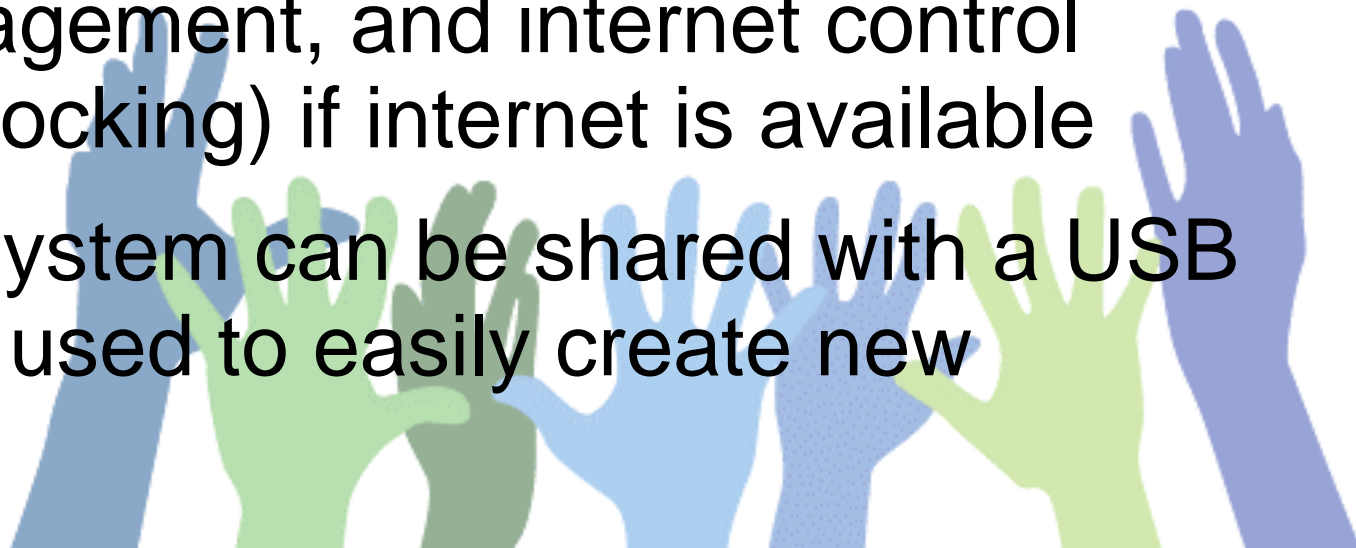 agement, and internet control
ocking) if internet is available
ystem can be shared with a USB
used to easily create new